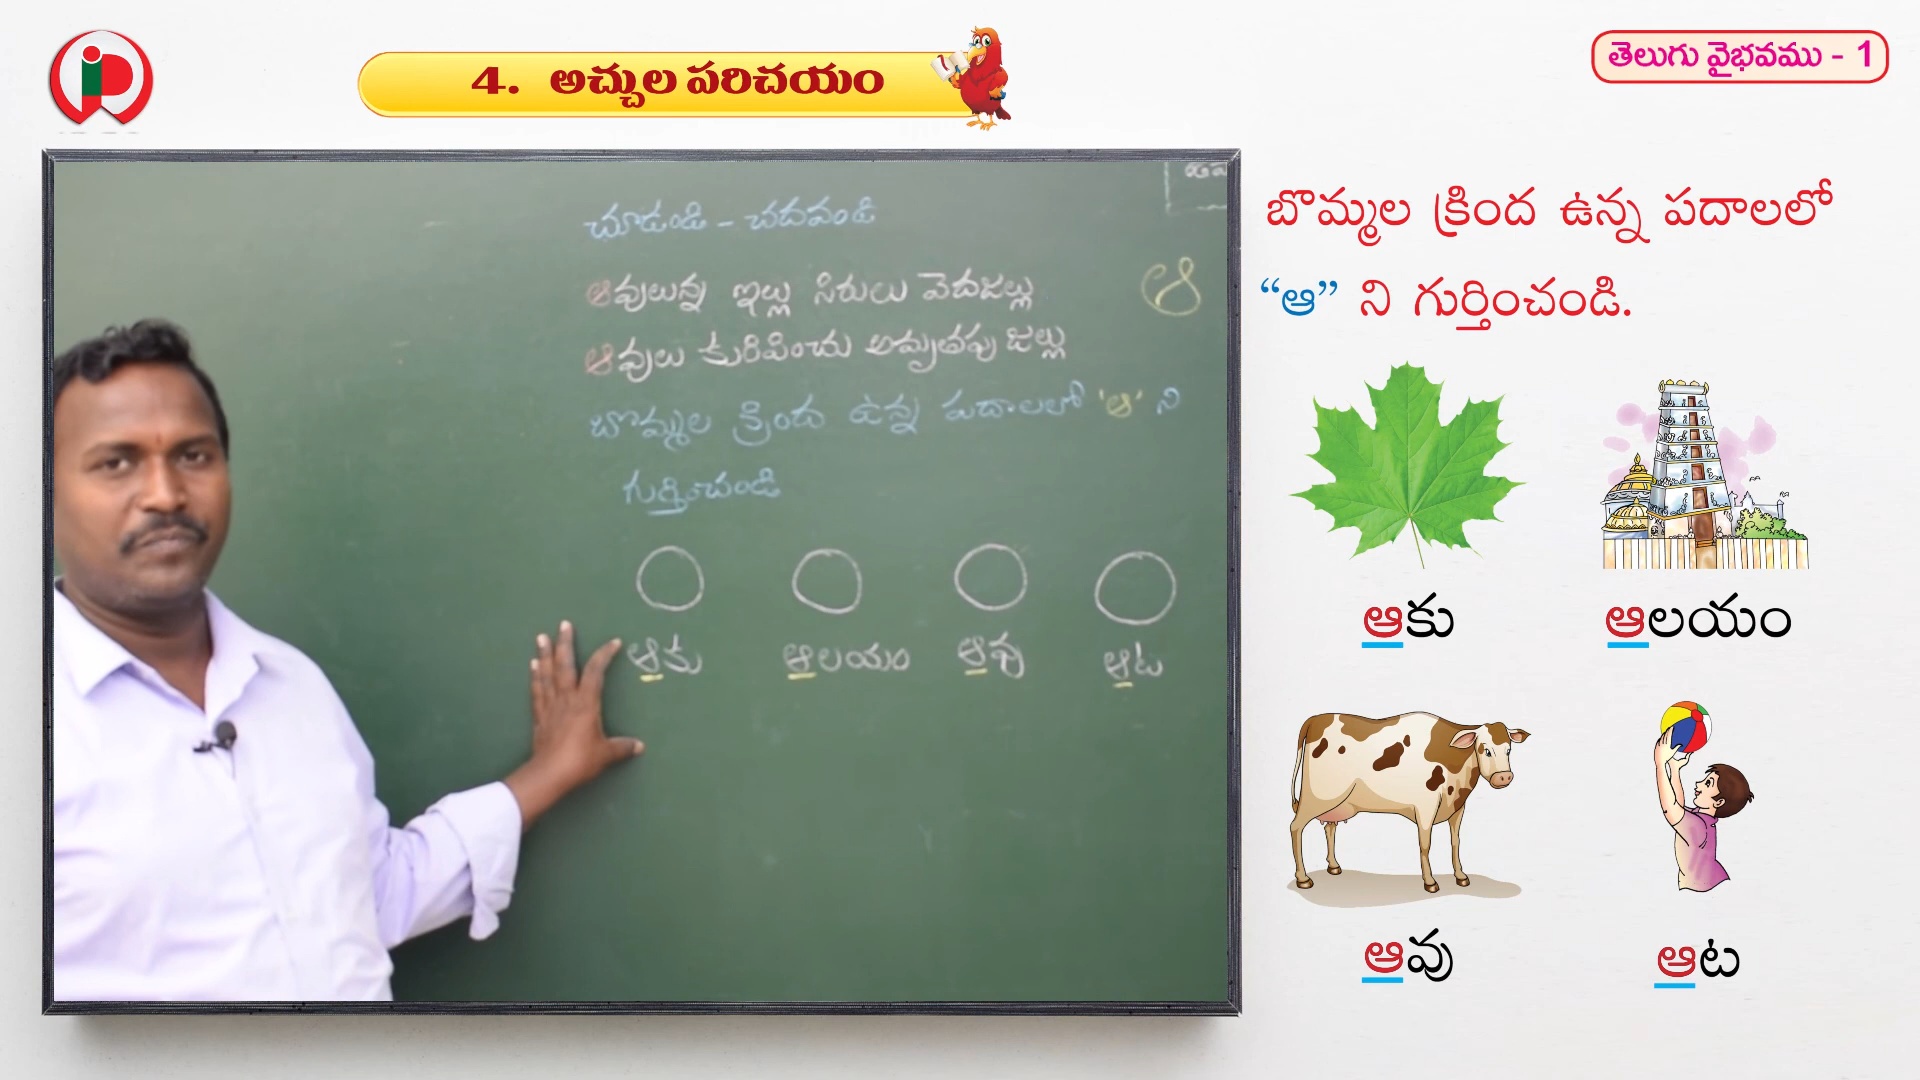 4. అచ్చుల పరిచయం
తెలుగు వైభవము - 1
చూడండి - చదవండి
ఆవులున్న ఇల్లు సిరులు వెదజల్లు
ఆవులు కురిపించు అమృతపు జల్లు
ఆ
బొమ్మల క్రింద ఉన్న పదాలలో 'ఆ' ని
గుర్తించండి
ఆకు ఆలయం ఆవు ఆట
బొమ్మల క్రింద ఉన్న పదాలలో
“ఆ” ని గుర్తించండి.
ఆకు ఆలయం
ఆవు ఆట